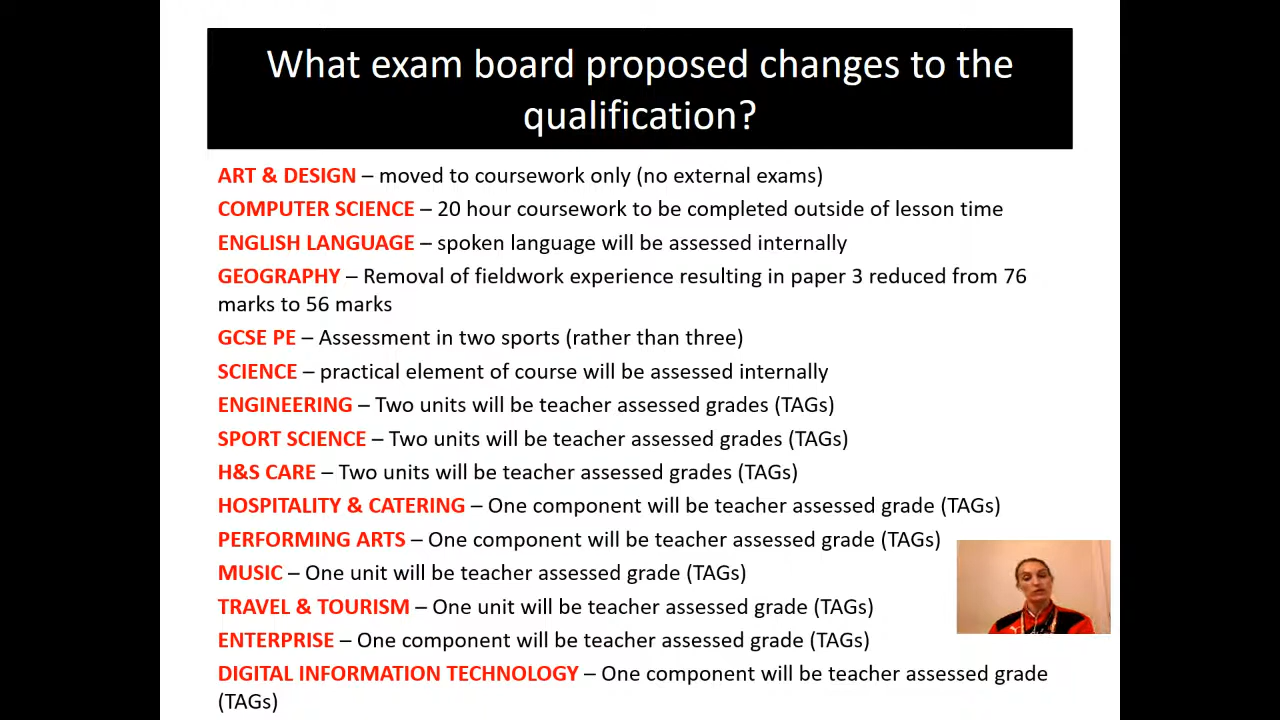 What exam board proposed changes to the
qualification?
ART & DESIGN – moved to coursework only (no external exams)
COMPUTER SCIENCE – 20 hour coursework to be completed outside of lesson time
ENGLISH LANGUAGE – spoken language will be assessed internally
GEOGRAPHY – Removal of fieldwork experience resulting in paper 3 reduced from 76
marks to 56 marks
GCSE PE – Assessment in two sports (rather than three)
SCIENCE – practical element of course will be assessed internally
ENGINEERING – Two units will be teacher assessed grades (TAGs)
SPORT SCIENCE – Two units will be teacher assessed grades (TAGs)
H&S CARE – Two units will be teacher assessed grades (TAGs)
HOSPITALITY & CATERING – One component will be teacher assessed grade (TAGs)
PERFORMING ARTS – One component will be teacher assessed grade (TAGs)
MUSIC – One unit will be teacher assessed grade (TAGs)
TRAVEL & TOURISM – One unit will be teacher assessed grade (TAGs)
ENTERPRISE – One component will be teacher assessed grade (TAGs)
DIGITAL INFORMATION TECHNOLOGY – One component will be teacher assessed grade
(TAGs)